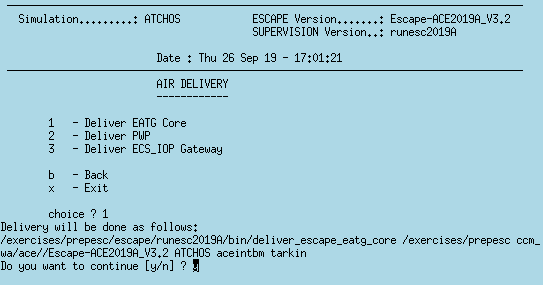 Simulation.........: ATCHOS ESCAPE Version.......: Escape-ACE2019A_V3.2
SUPERVISION Version..: runesc2019A
Date : Thu 26 Sep 19 - 17:01:21
AIR DELIVERY
------------
1 - Deliver EATG Core
2 - Deliver PWP
3 - Deliver ECS_IOP Gateway
b - Back
x - Exit
choice ? 1
Delivery will be done as follows:
/exercises/prepesc/escape/runesc2019A/bin/deliver_escape_eatg_core /exercises/prepesc ccm_
wa/ace//Escape-ACE2019A_V3.2 ATCHOS aceintbm tarkin
Do you want to continue [y/n] ? y